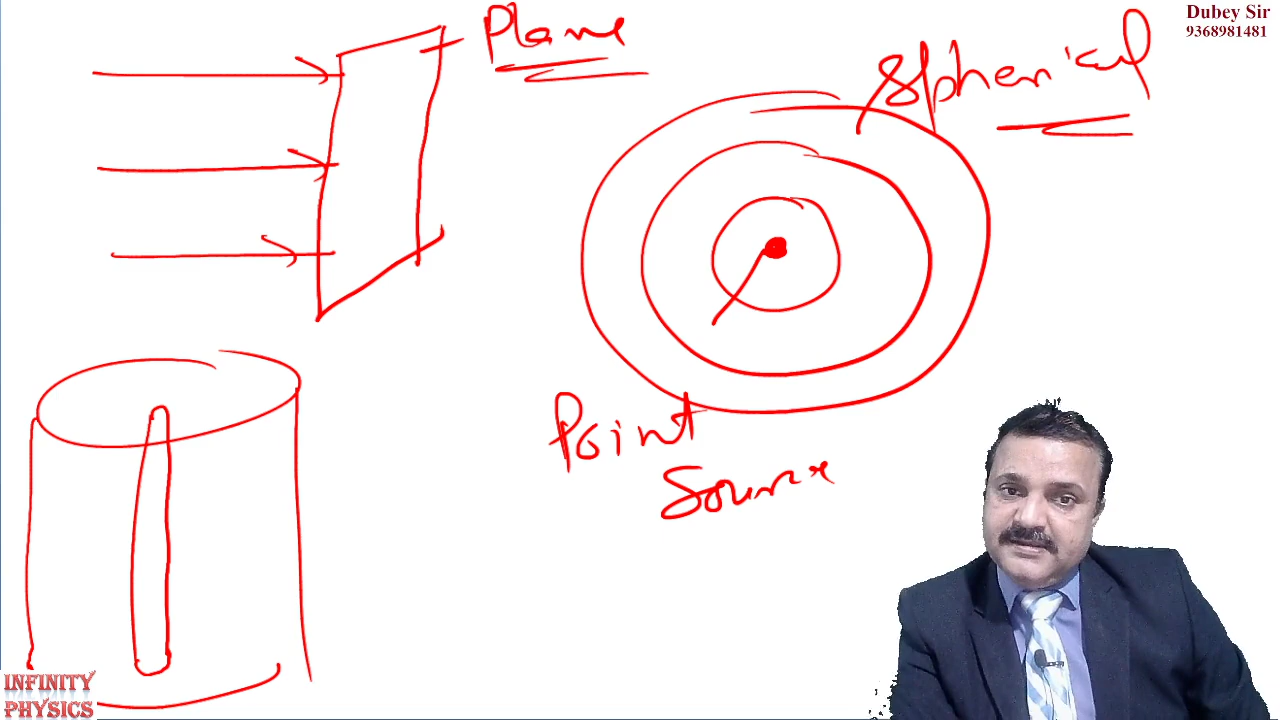 Dubey Sir
9368981481
Plane
Spherical
Point
Source
INFINITY
PHYSICS